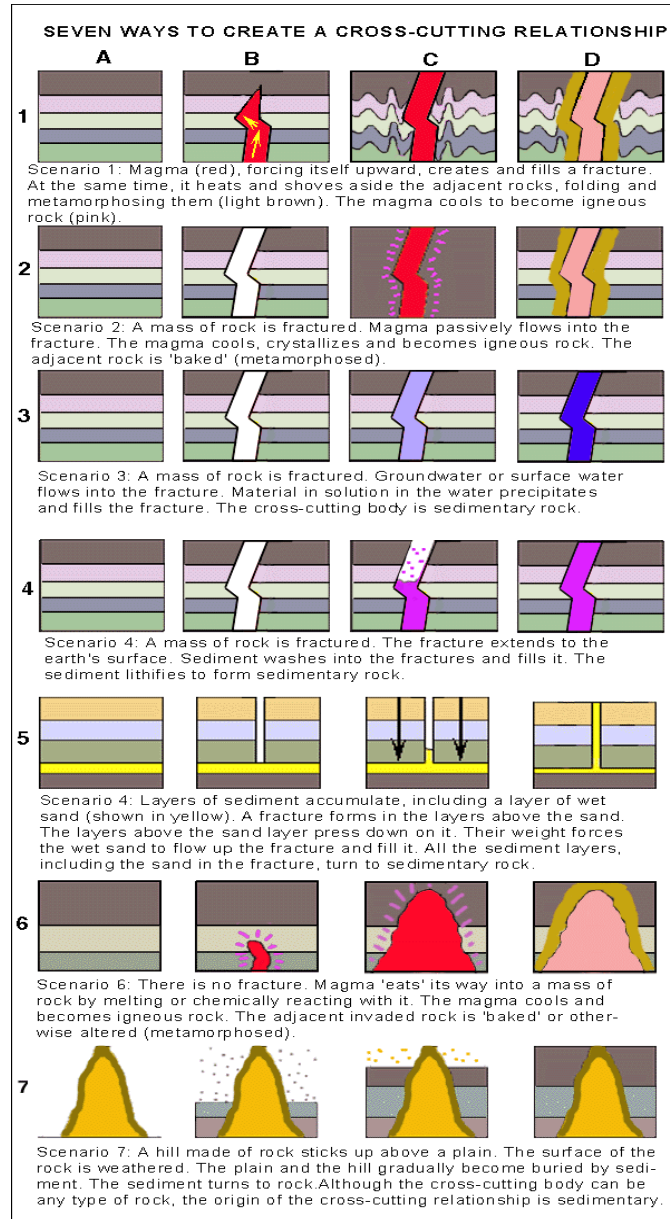 SEVEN WAYS TO CREATE A CROSS-CUTTING RELATIONSHIP
A B C D
1
Scenario 1: Magma (red), forcing itself upward, creates and fills a fracture.
At the same time, it heats and shoves aside the adjacent rocks, folding and
metamorphosing them (light brown). The magma cools to become igneous
rock (pink).
2
Scenario 2: A mass of rock is fractured. Magma passively flows into the
fracture. The magma cools, crystallizes and becomes igneous rock. The
adjacent rock is 'baked' (metamorphosed).
3
Scenario 3: A mass of rock is fractured. Groundwater or surface water
flows into the fracture. Material in solution in the water precipitates
and fills the fracture. The cross-cutting body is sedimentary rock.
4
Scenario 4: A mass of rock is fractured. The fracture extends to the
earth's surface. Sediment washes into the fractures and fills it. The
sediment lithifies to form sedimentary rock.
5
Scenario 4: Layers of sediment accumulate, including a layer of wet
sand (shown in yellow). A fracture forms in the layers above the sand.
The layers above the sand layer press down on it. Their weight forces
the wet sand to flow up the fracture and fill it. All the sediment layers,
including the sand in the fracture, turn to sedimentary rock.
6
Scenario 6: There is no fracture. Magma 'eats' its way into a mass of
rock by melting or chemically reacting with it. The magma cools and
becomes igneous rock. The adjacent invaded rock is 'baked' or other-
wise altered (metamorphosed).
7
Scenario 7: A hill made of rock sticks up above a plain. The surface of the
rock is weathered. The plain and the hill gradually become buried by sedi-
ment. The sediment turns to rock.Although the cross-cutting body can be
any type of rock, the origin of the cross-cutting relationship is sedimentary.